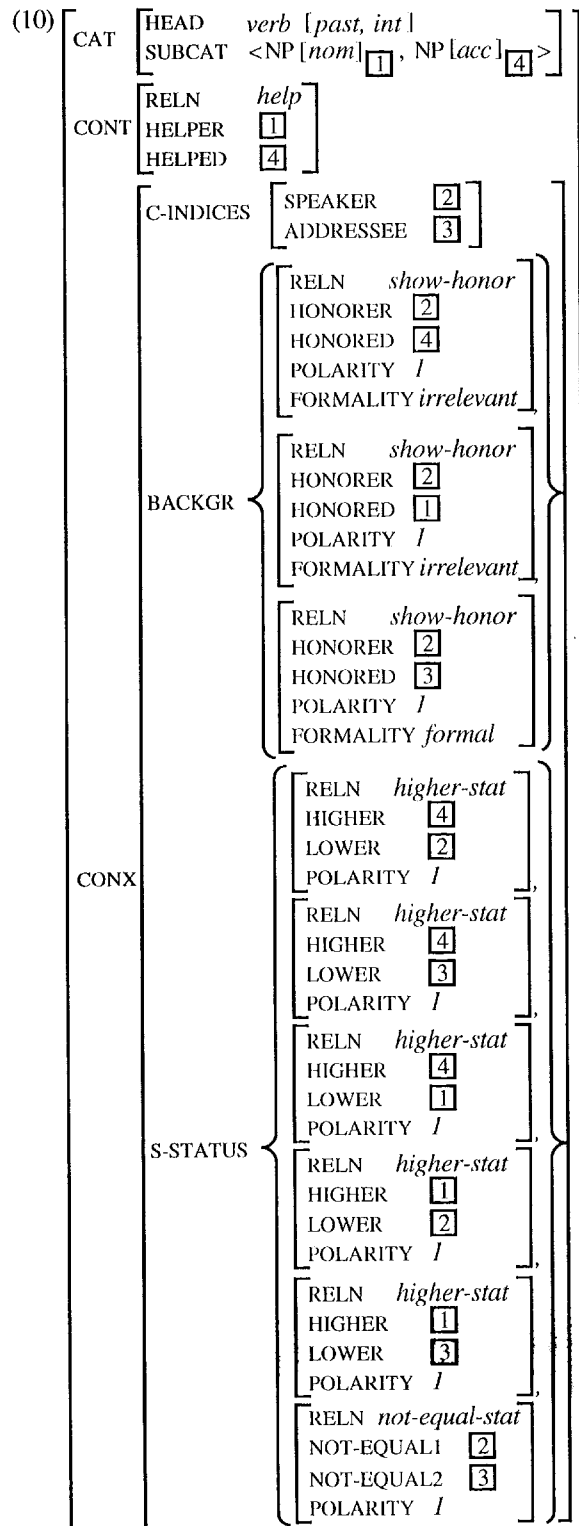 (10)
CAT
HEAD verb [past, int]
SUBCAT <NP [nom] 1 , NP [acc] 4 >
CONT
RELN help
HELPER 1
HELPED 4
CONX
C-INDICES
SPEAKER 2
ADDRESSEE 3
BACKGR
RELN show-honor
HONORER 2
HONORED 4
POLARITY 1
FORMALITY irrelevant ,
RELN show-honor
HONORER 2
HONORED 1
POLARITY 1
FORMALITY irrelevant ,
RELN show-honor
HONORER 2
HONORED 3
POLARITY 1
FORMALITY formal
S-STATUS
RELN higher-stat
HIGHER 4
LOWER 2
POLARITY 1 ,
RELN higher-stat
HIGHER 4
LOWER 3
POLARITY 1 ,
RELN higher-stat
HIGHER 4
LOWER 1
POLARITY 1 ,
RELN higher-stat
HIGHER 1
LOWER 2
POLARITY 1 ,
RELN higher-stat
HIGHER 1
LOWER 3
POLARITY 1 ,
RELN not-equal-stat
NOT-EQUAL1 2
NOT-EQUAL2 3
POLARITY 1